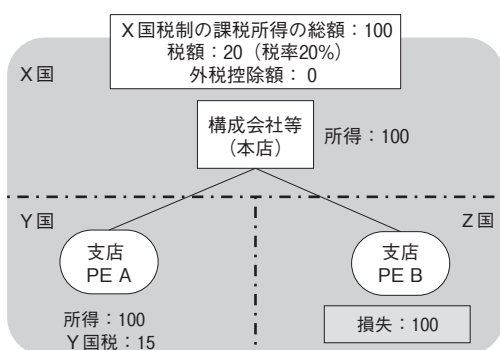 X国税制の課税所得の総額：100
税額：20（税率20％）
外税控除額： 0
X国
構成会社等
（本店）
所得：100
Y国
Z国
支店
PE A
支店
PE B
所得：100
Y国税：15
損失：100